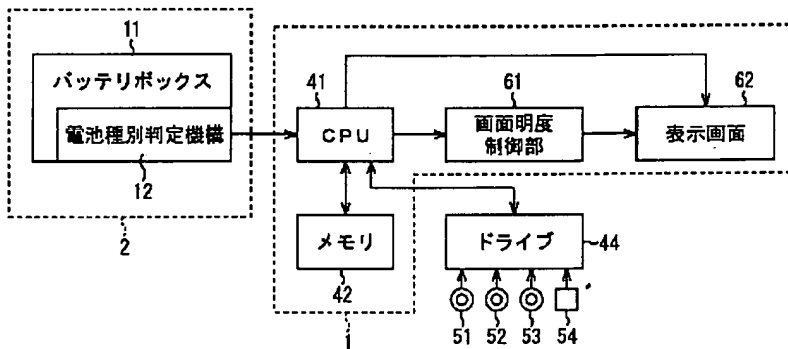 11
バッテリボックス
電池種別判定機構
12
2
41
CPU
61
画面明度
制御部
62
表示画面
メモリ
42
ドライブ
44
51
52
53
54
1